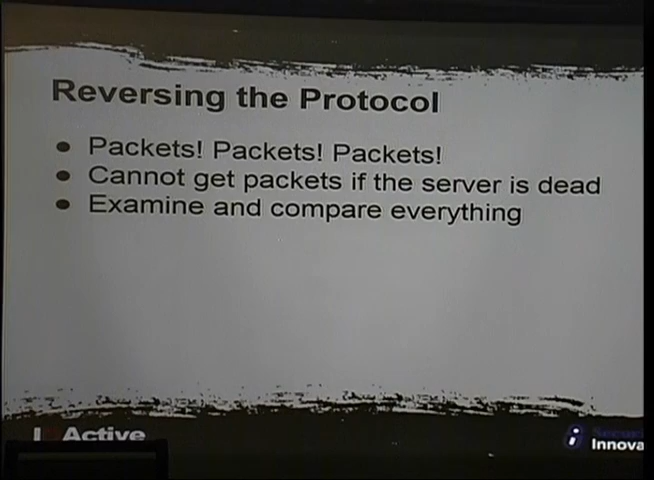 Reversing the Protocol
Packets! Packets! Packets!
Cannot get packets if the server is dead
Examine and compare everything
Active
Innova